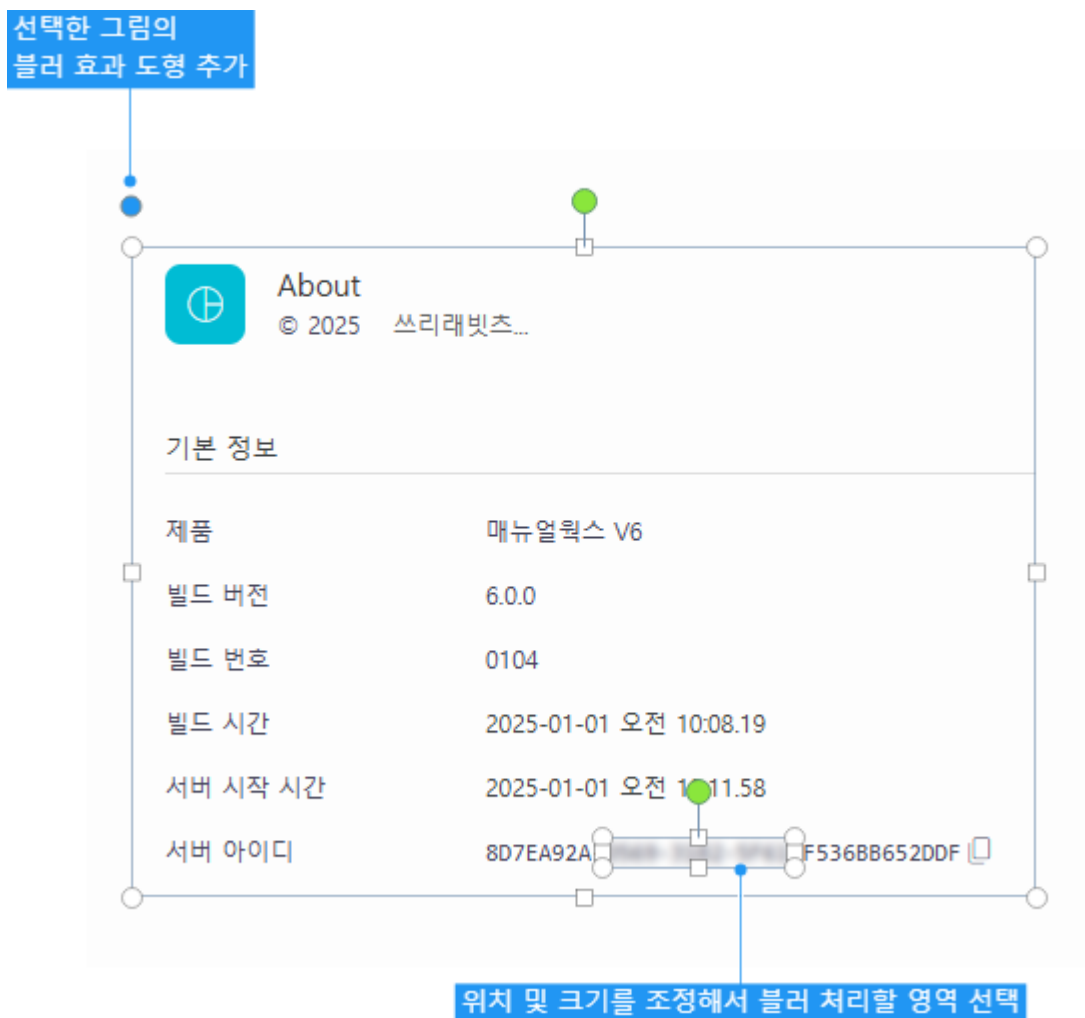 선택한 그림의
블러 효과 도형 추가
About
© 2025 쓰리래빗츠...
기본 정보
제품 매뉴얼웍스 V6
빌드 버전 6.0.0
빌드 번호 0104
빌드 시간 2025-01-01 오전 10:08.19
서버 시작 시간 2025-01-01 오전 11.58
서버 아이디 8D7EA92A F536BB652DDF
위치 및 크기를 조정해서 블러 처리할 영역 선택